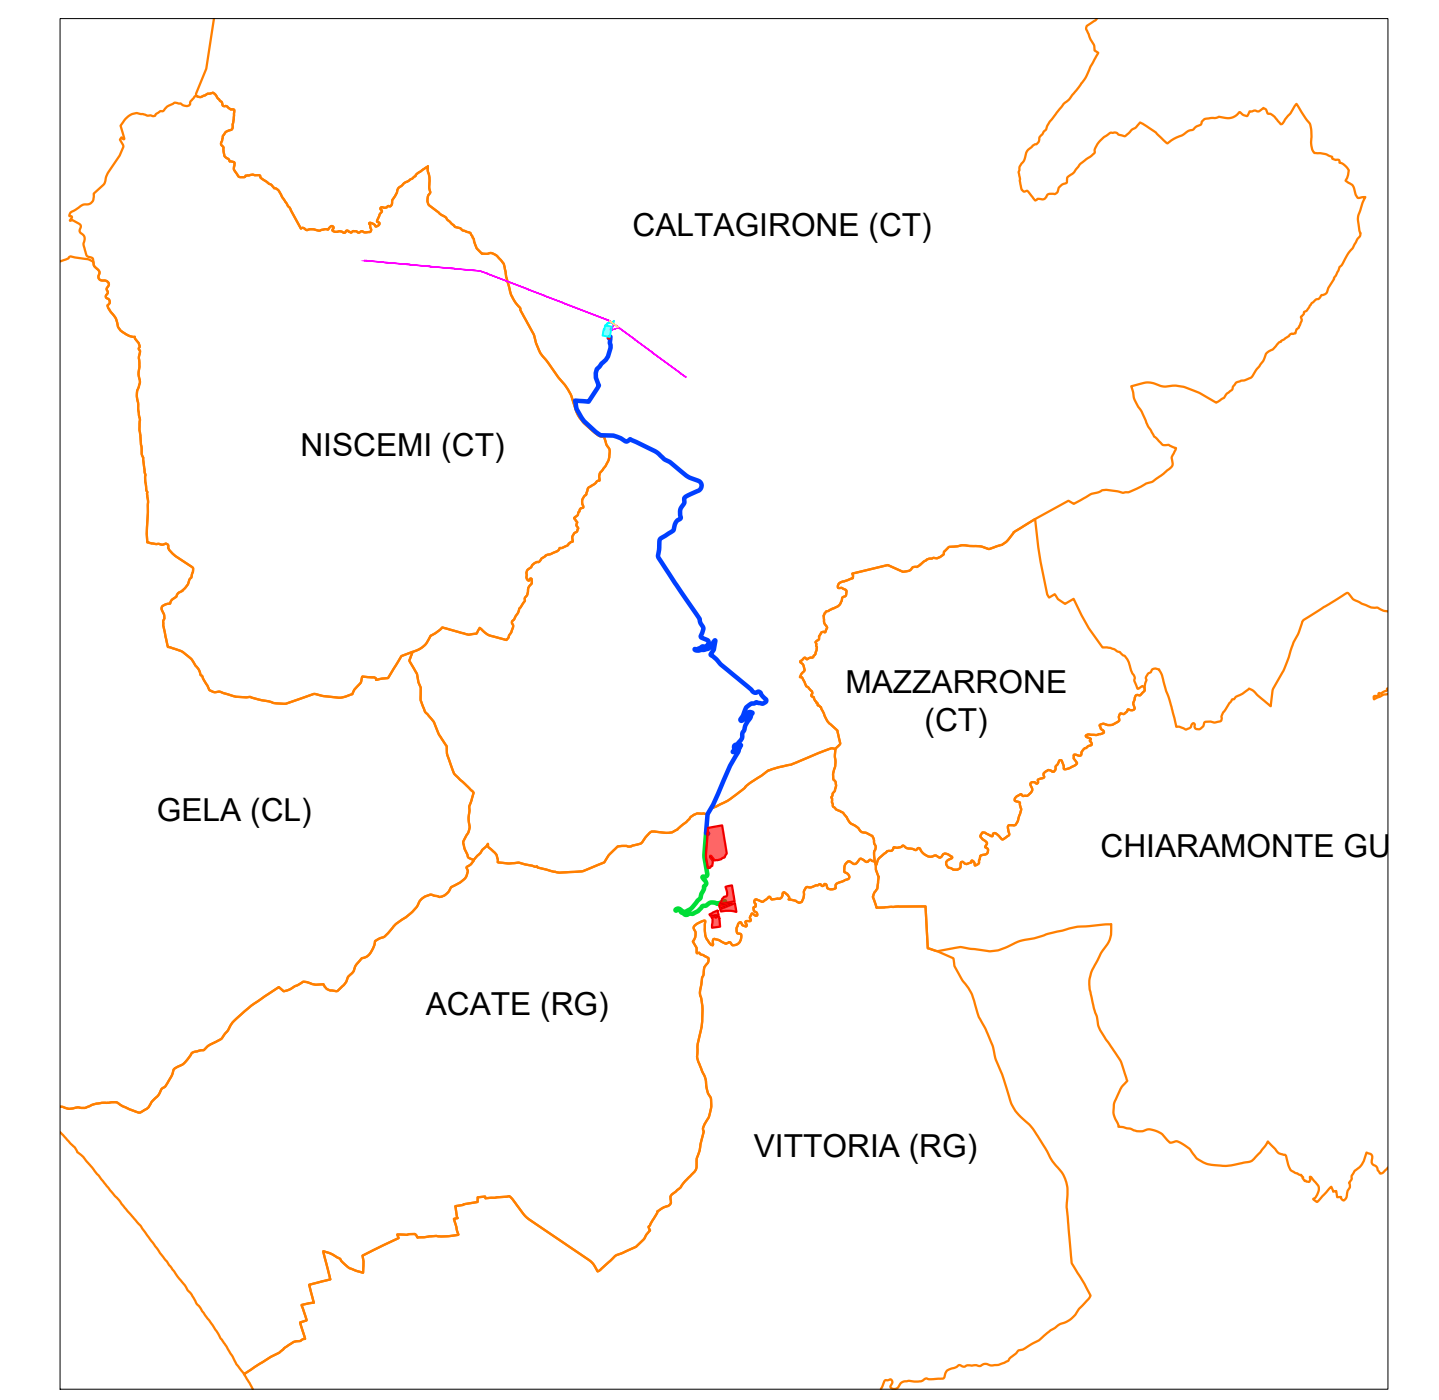 CALTAGIRONE (CT)
NISCEMI (CT)
MAZZARRONE
(CT)
GELA (CL)
CHIARAMONTE GU
ACATE (RG)
VITTORIA (RG)